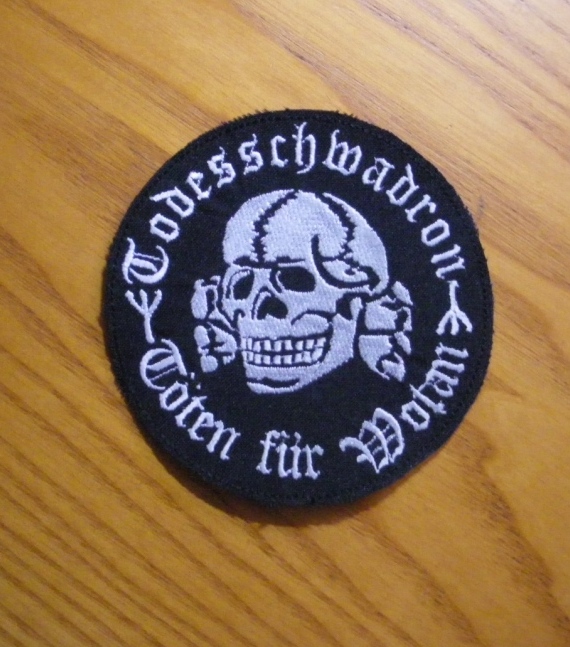 Todesschwadron
Töten für Wotan